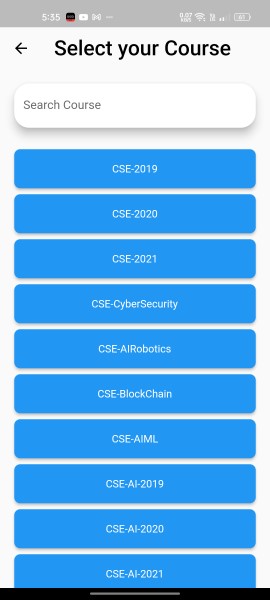 5:35
Select your Course
Search Course
CSE-2019
CSE-2020
CSE-2021
CSE-CyberSecurity
CSE-AIRobotics
CSE-BlockChain
CSE-AIML
CSE-AI-2019
CSE-AI-2020
CSE-AI-2021